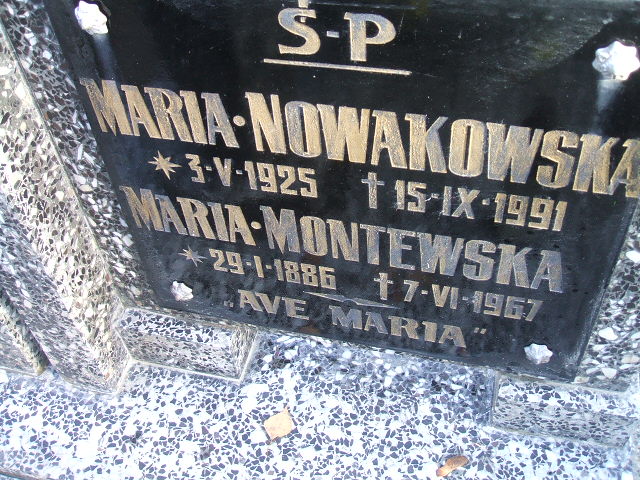 Ś-P
MARIA·NOWAKOWSKA
* 3-V-1925 † 15-IX-1991
MARIA·MONTEWSKA
* 29-I-1886 † 7-VI-1967
„AVE MARIA"